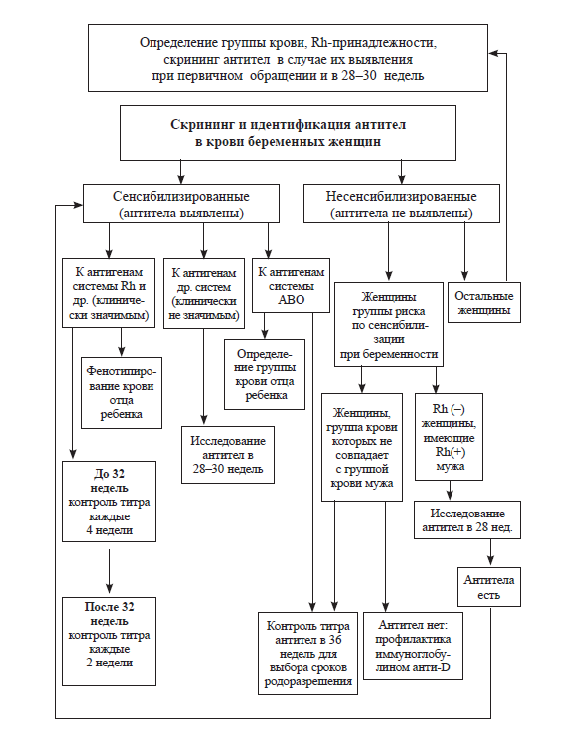 Определение группы крови, Rh-принадлежности,
скрининг антител в случае их выявления
при первичном обращении и в 28–30 недель
Скрининг и идентификация антител
в крови беременных женщин
Сенсибилизированные
(антитела выявлены)
Несенсибилизированные
(антитела не выявлены)
К антигенам
системы Rh и
др. (клиниче-
ски значимым)
К антигенам
др. систем
(клинически
не значимым)
К антигенам
системы
АВО
Женщины
группы риска
по сенсибили-
зации
при беременности
Остальные
женщины
Фенотипиро-
вание крови
отца
ребенка
Определе-
ние группы
крови отца
ребенка
Исследование
антител в
28–30 недель
Женщины,
группа крови
которых не
совпадает
с группой
крови мужа
Rh (–)
женщины,
имеющие
Rh(+)
мужа
До 32
недель
контроль титра
каждые
4 недели
Исследование
антител в 28 нед.
Антитела
есть
После 32
недель
контроль титра
каждые
2 недели
Контроль титра
антител в 36
недель для
выбора сроков
родоразрешения
Антител нет:
профилактика
иммуноглобу-
лином анти-D